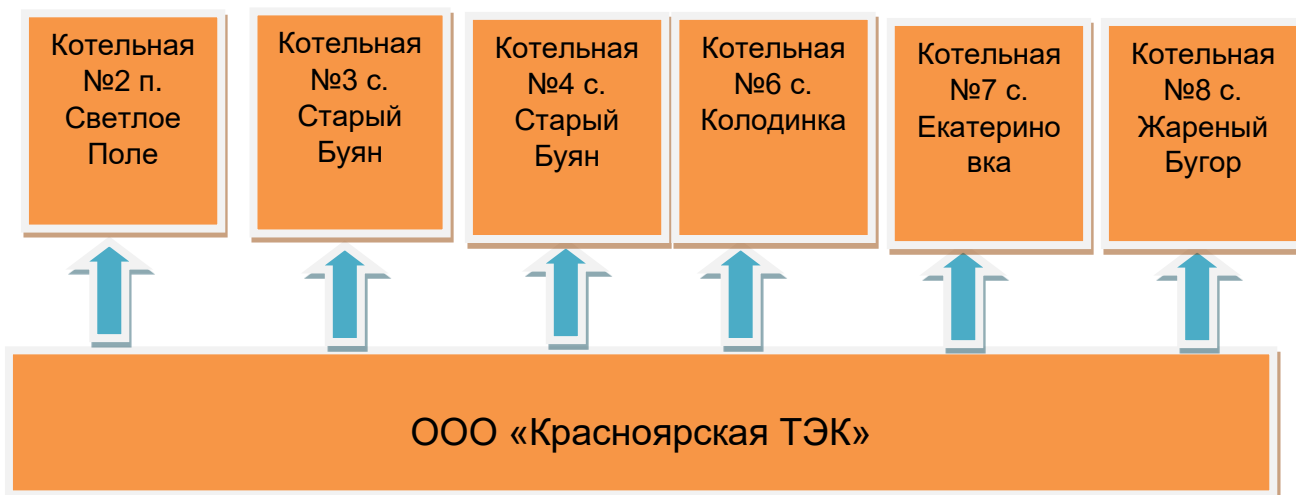 Котельная
№2 п.
Светлое
Поле
Котельная
№3 с.
Старый
Буян
Котельная
№4 с.
Старый
Буян
Котельная
№6 с.
Колодинка
Котельная
№7 с.
Екатерино
вка
Котельная
№8 с.
Жареный
Бугор
ООО «Красноярская ТЭК»